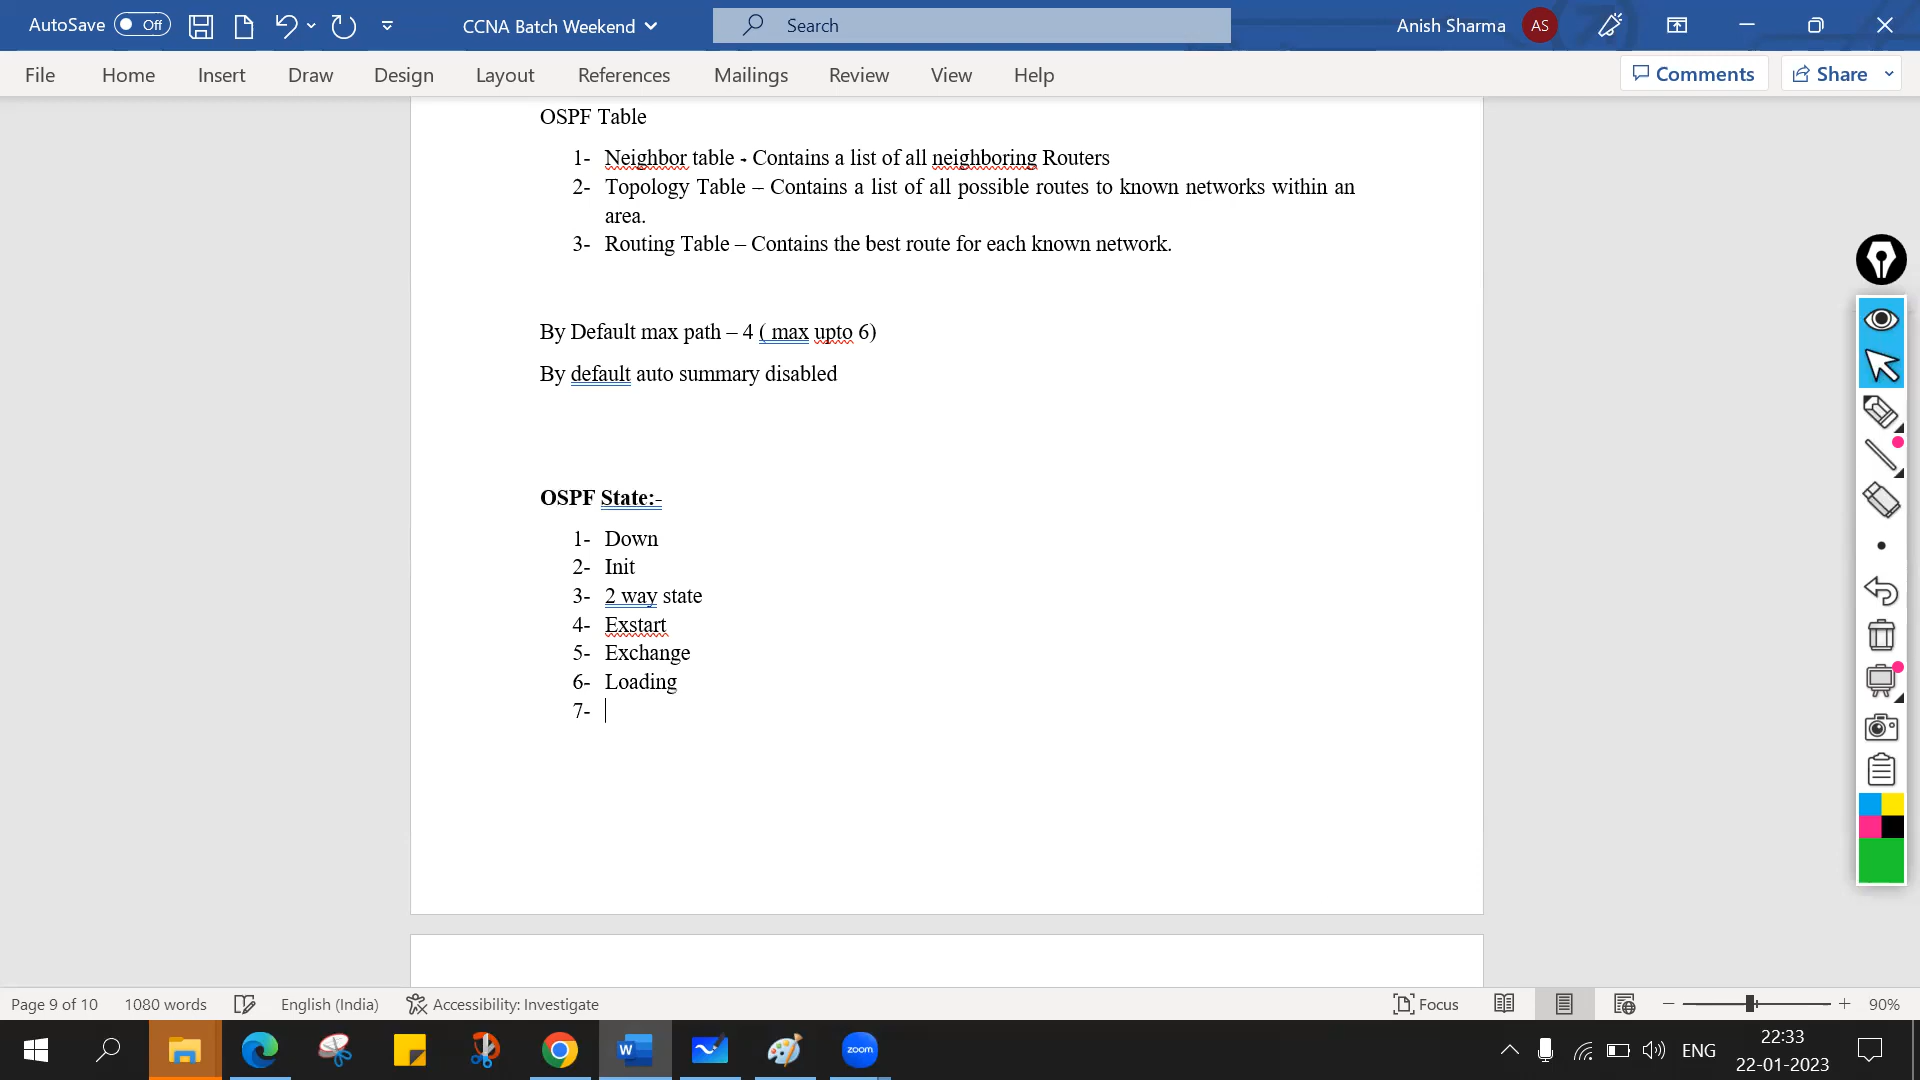 AutoSave Off CCNA Batch Weekend Search Anish Sharma AS
File Home Insert Draw Design Layout References Mailings Review View Help Comments Share
OSPF Table
1- Neighbor table - Contains a list of all neighboring Routers
2- Topology Table – Contains a list of all possible routes to known networks within an
area.
3- Routing Table – Contains the best route for each known network.
By Default max path – 4 ( max upto 6)
By default auto summary disabled
OSPF State:-
1- Down
2- Init
3- 2 way state
4- Exstart
5- Exchange
6- Loading
7-
Page 9 of 10 1080 words English (India) Accessibility: Investigate Focus 90%
W zoom ENG 22:33
22-01-2023